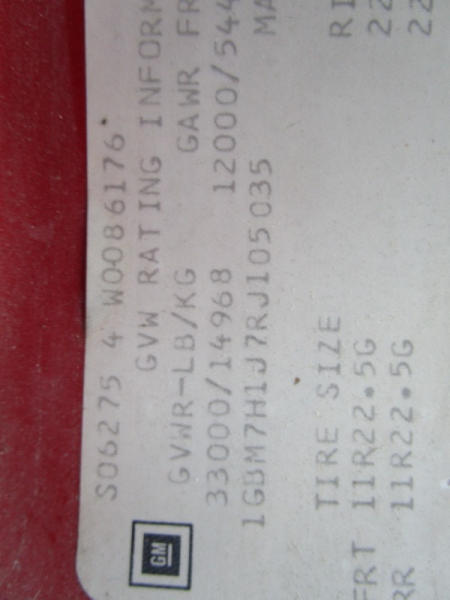 S06275 4 W0086176
GVW RATING INFORM
GVWR-LB/KG GAWR FR
33000/14968 12000/544
1GBM7H1J7RJ105035 MA
TIRE SIZE RI
FRT 11R22.5G 22
RR 11R22.5G 22
GM